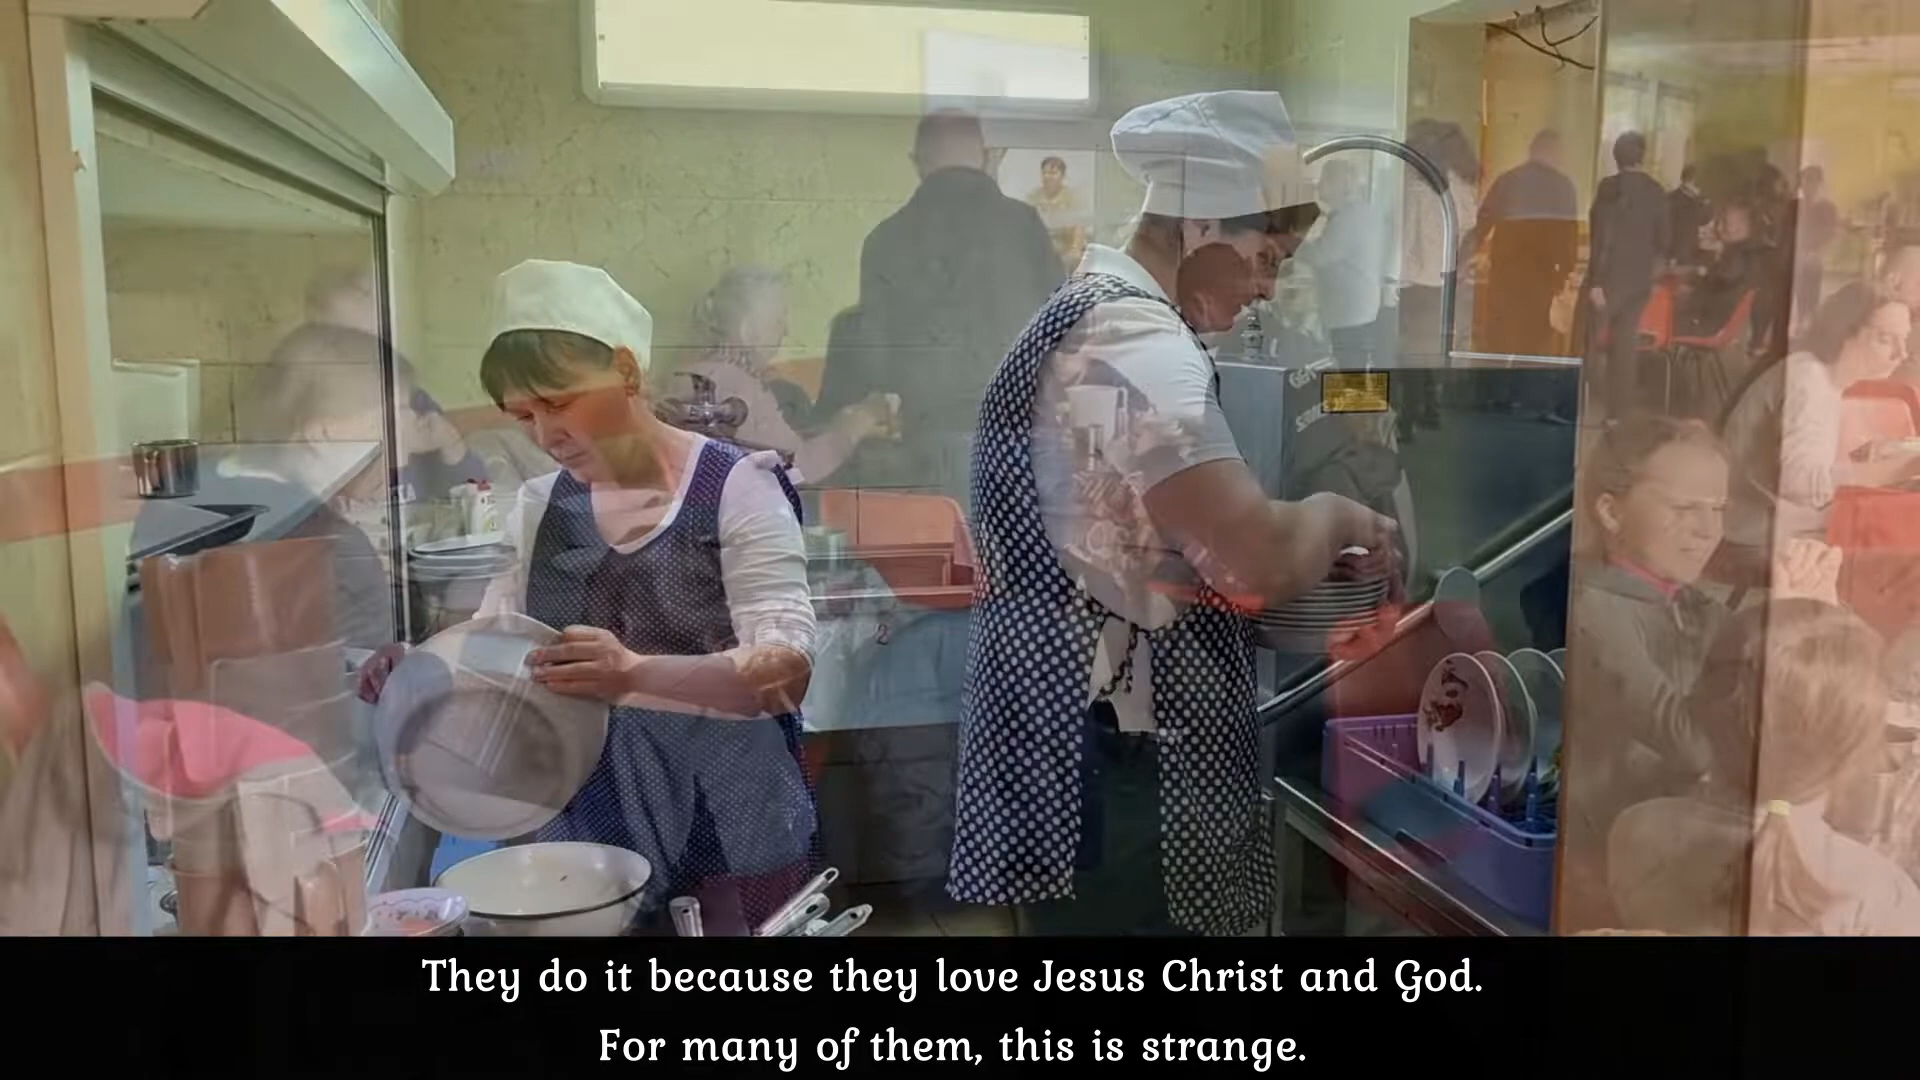 They do it because they love Jesus Christ and God.
For many of them, this is strange.